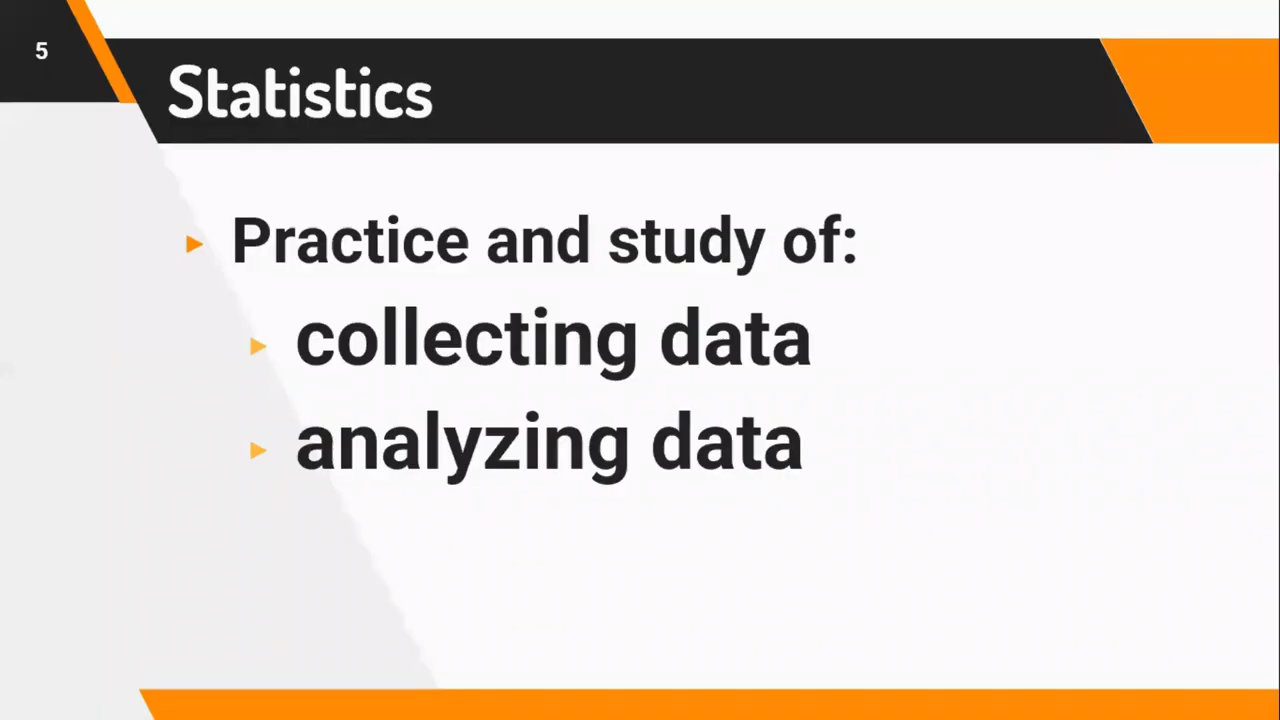 5
Statistics
Practice and study of:
collecting data
analyzing data